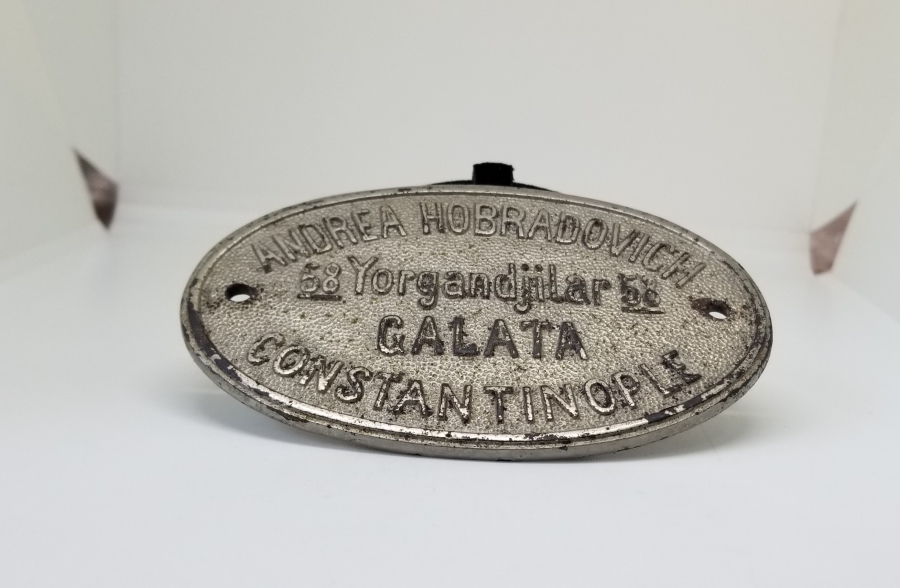 ANDREA HOBRADOVICH
58 Yorgandjilar 58
GALATA
CONSTANTINOPLE